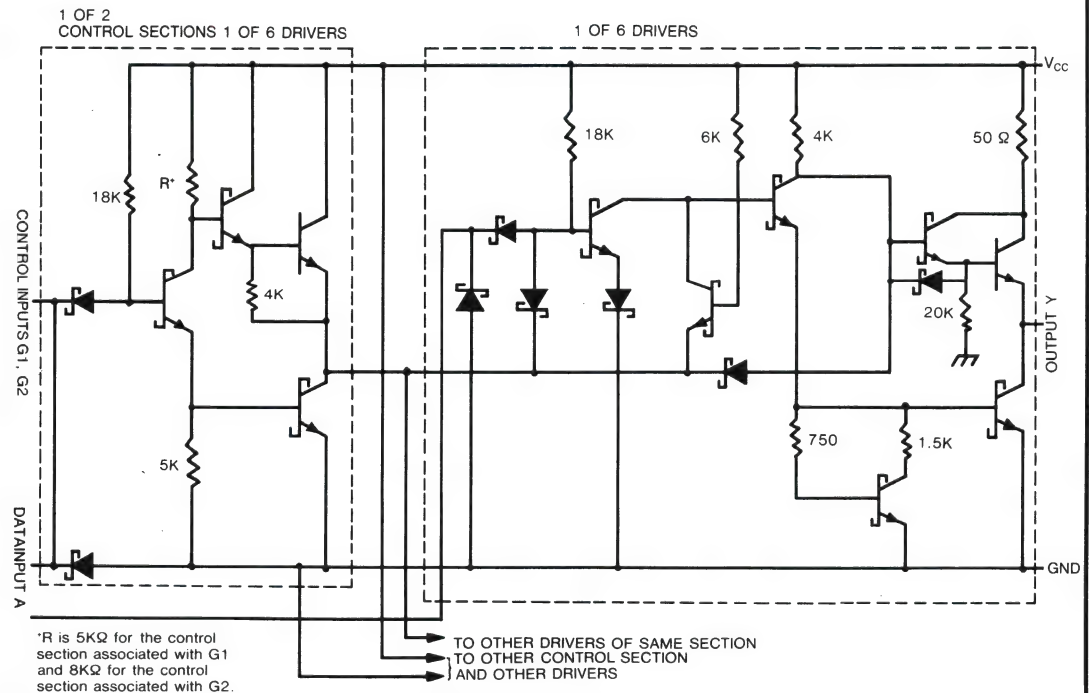 1 OF 2
CONTROL SECTIONS 1 OF 6 DRIVERS
1 OF 6 DRIVERS
VCC
18K
R*
18K
6K
4K
50 Ω
CONTROL INPUTS G1, G2
4K
20K
OUTPUT Y
5K
750
1.5K
DATAINPUT A
GND
*R is 5KΩ for the control
section associated with G1
and 8KΩ for the control
section associated with G2.
TO OTHER DRIVERS OF SAME SECTION
TO OTHER CONTROL SECTION
AND OTHER DRIVERS